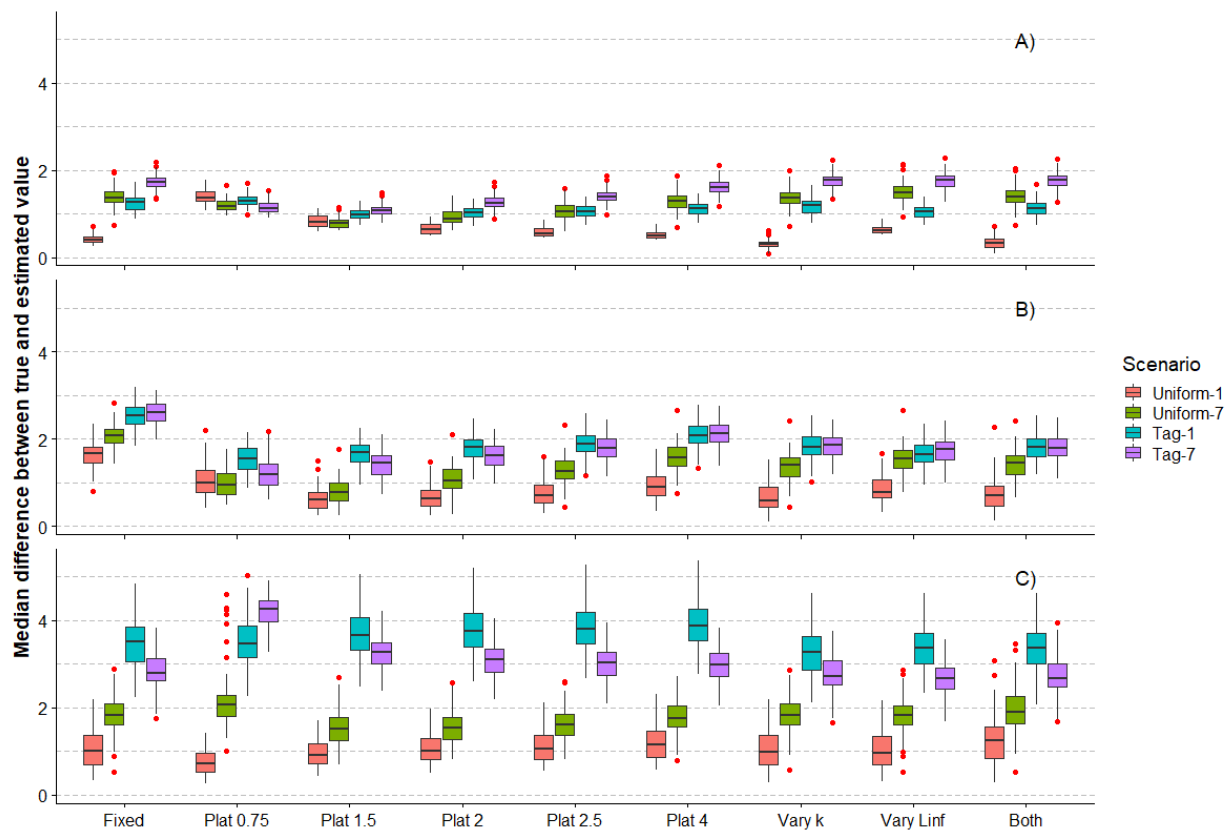 Median difference between true and estimated value
A)
4
2
0
B)
4
2
0
C)
4
2
0
Fixed Plat 0.75 Plat 1.5 Plat 2 Plat 2.5 Plat 4 Vary k Vary Linf Both
Scenario
Uniform-1
Uniform-7
Tag-1
Tag-7